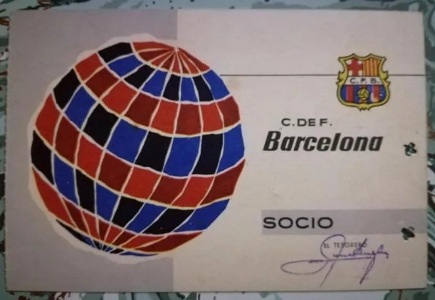 C. F. B.
C. DE F.
Barcelona
SOCIO
EL TESORERO